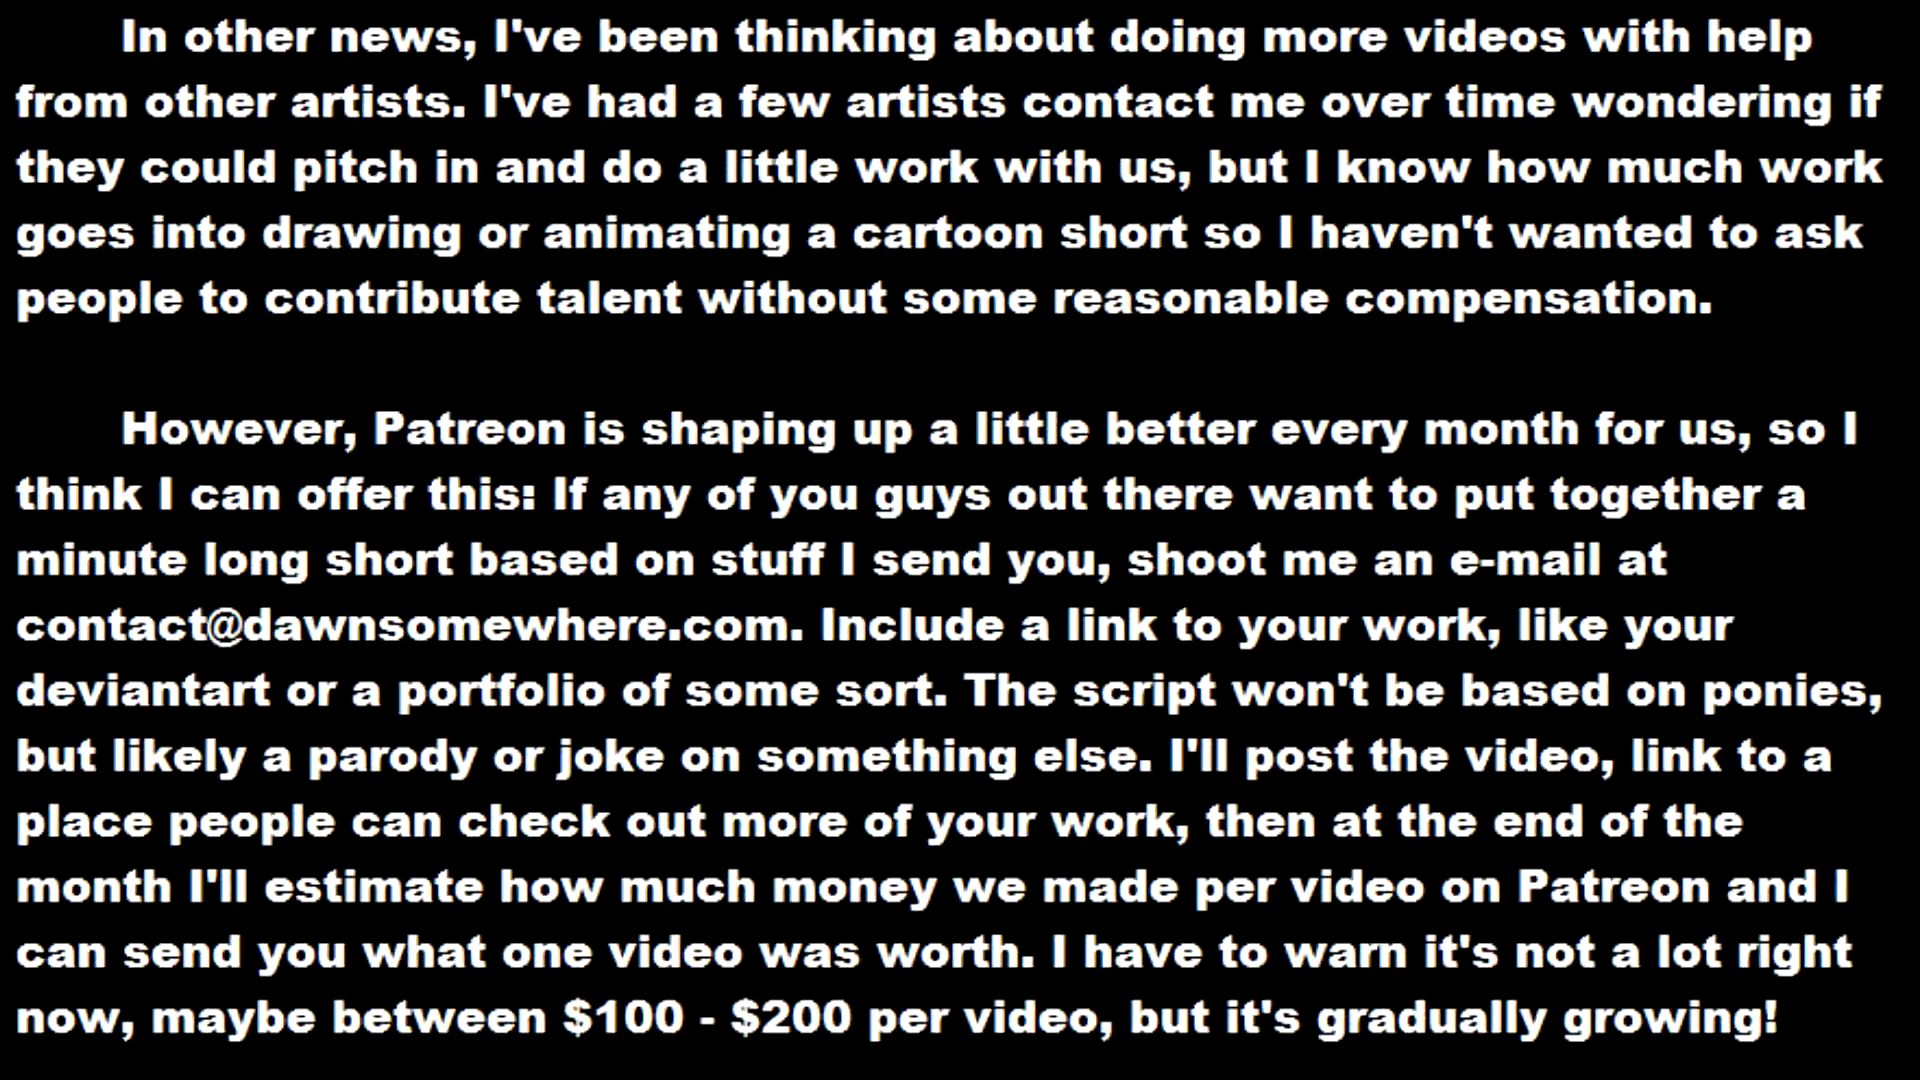 In other news, I've been thinking about doing more videos with help
from other artists. I've had a few artists contact me over time wondering if
they could pitch in and do a little work with us, but I know how much work
goes into drawing or animating a cartoon short so I haven't wanted to ask
people to contribute talent without some reasonable compensation.
However, Patreon is shaping up a little better every month for us, so I
think I can offer this: If any of you guys out there want to put together a
minute long short based on stuff I send you, shoot me an e-mail at
contact@dawnsomewhere.com. Include a link to your work, like your
deviantart or a portfolio of some sort. The script won't be based on ponies,
but likely a parody or joke on something else. I'll post the video, link to a
place people can check out more of your work, then at the end of the
month I'll estimate how much money we made per video on Patreon and I
can send you what one video was worth. I have to warn it's not a lot right
now, maybe between $100 - $200 per video, but it's gradually growing!